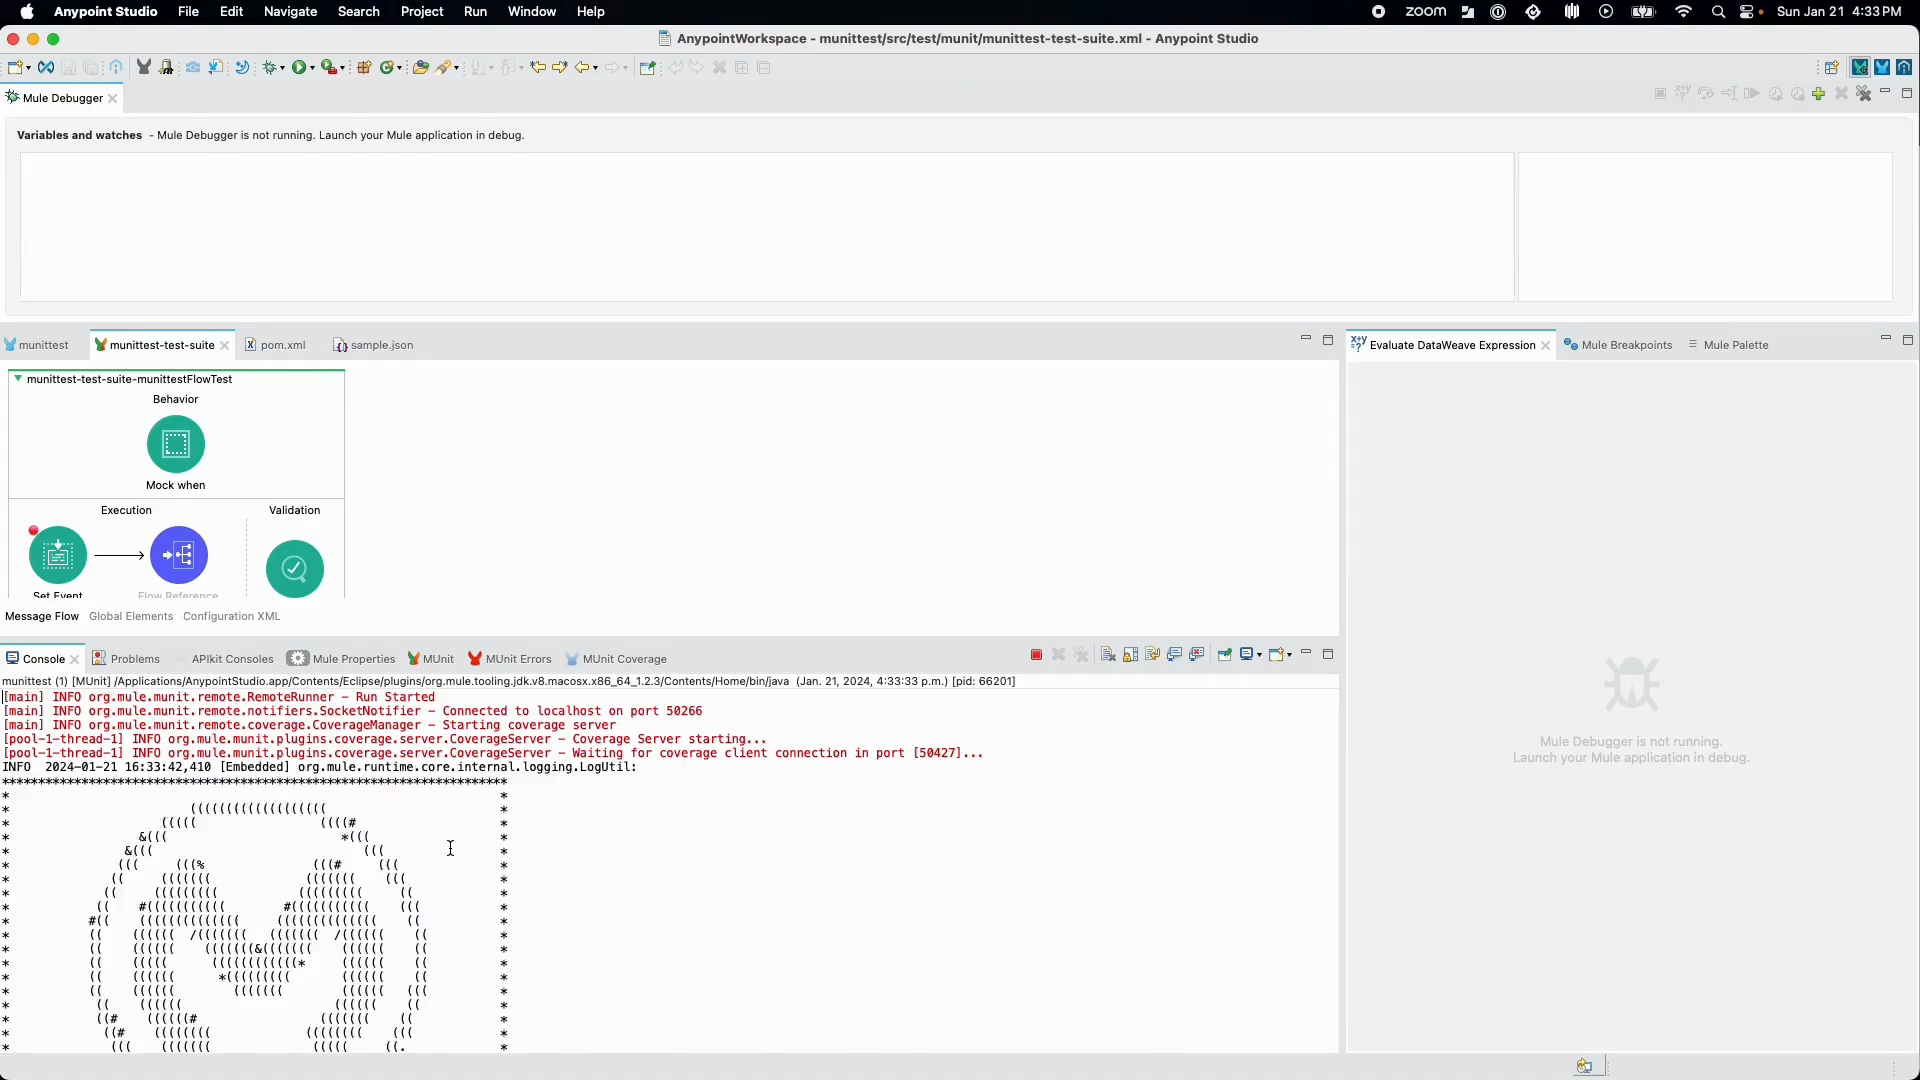 Anypoint Studio File Edit Navigate Search Project Run Window Help zoom Sun Jan 21 4:33 PM
AnypointWorkspace - munittest/src/test/munit/munittest-test-suite.xml - Anypoint Studio
Mule Debugger
Variables and watches - Mule Debugger is not running. Launch your Mule application in debug.
munittest munittest-test-suite pom.xml sample.json
Evaluate DataWeave Expression Mule Breakpoints Mule Palette
munittest-test-suite-munittestFlowTest
Behavior
Mock when
Execution Validation
Set Event Flow Reference
Message Flow Global Elements Configuration XML
Mule Debugger is not running.
Launch your Mule application in debug.
Console Problems APIkit Consoles Mule Properties MUnit MUnit Errors MUnit Coverage
munittest (1) [MUnit] /Applications/AnypointStudio.app/Contents/Eclipse/plugins/org.mule.tooling.jdk.v8.macosx.x86_64_1.2.3/Contents/Home/bin/java (Jan. 21, 2024, 4:33:33 p.m.) [pid: 66201]
[main] INFO org.mule.munit.remote.RemoteRunner - Run Started
[main] INFO org.mule.munit.remote.notifiers.SocketNotifier - Connected to localhost on port 50266
[main] INFO org.mule.munit.remote.coverage.CoverageManager - Starting coverage server
[pool-1-thread-1] INFO org.mule.munit.plugins.coverage.server.CoverageServer - Coverage Server starting...
[pool-1-thread-1] INFO org.mule.munit.plugins.coverage.server.CoverageServer - Waiting for coverage client connection in port [50427]...
INFO 2024-01-21 16:33:42,410 [Embedded] org.mule.runtime.core.internal.logging.LogUtil: